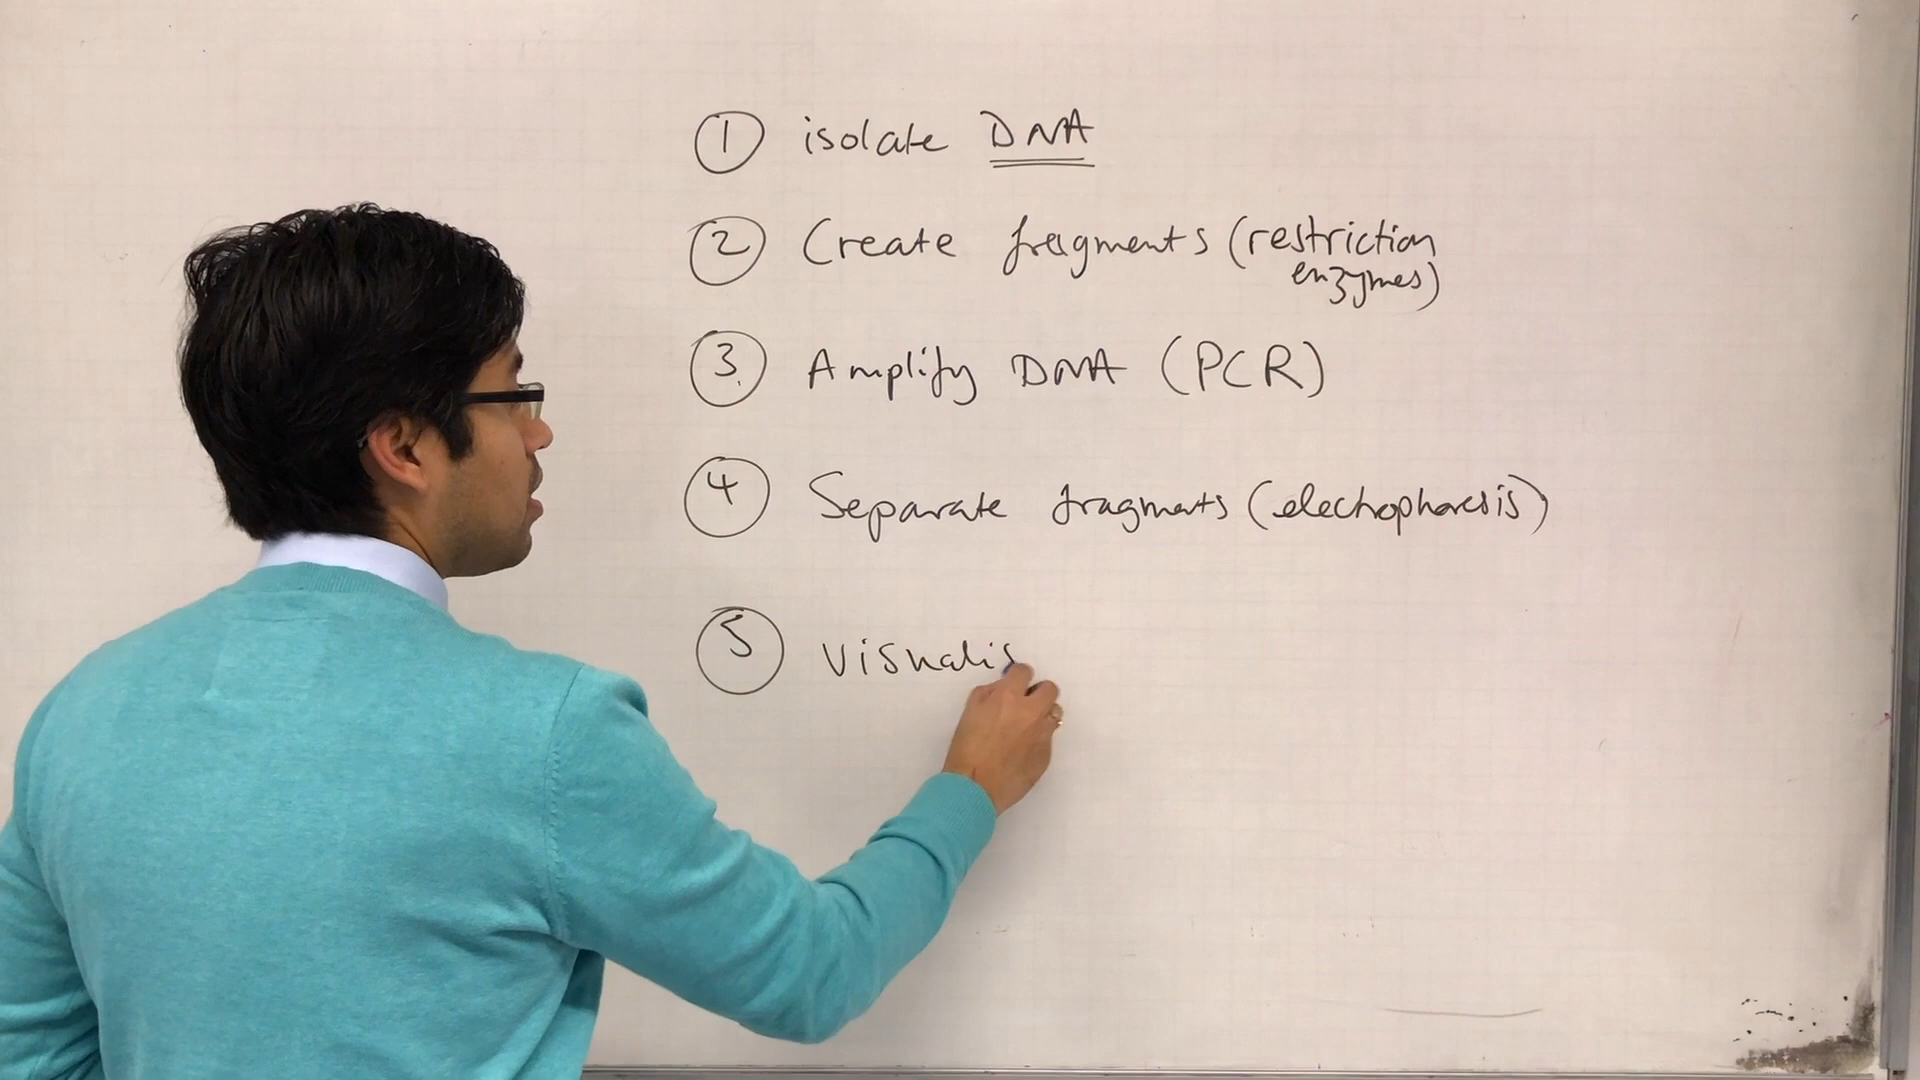 1 isolate DNA
2 Create fragments (restriction
enzymes)
3. Amplify DNA (PCR)
4 Separate fragments (electrophoresis)
5 Visualis